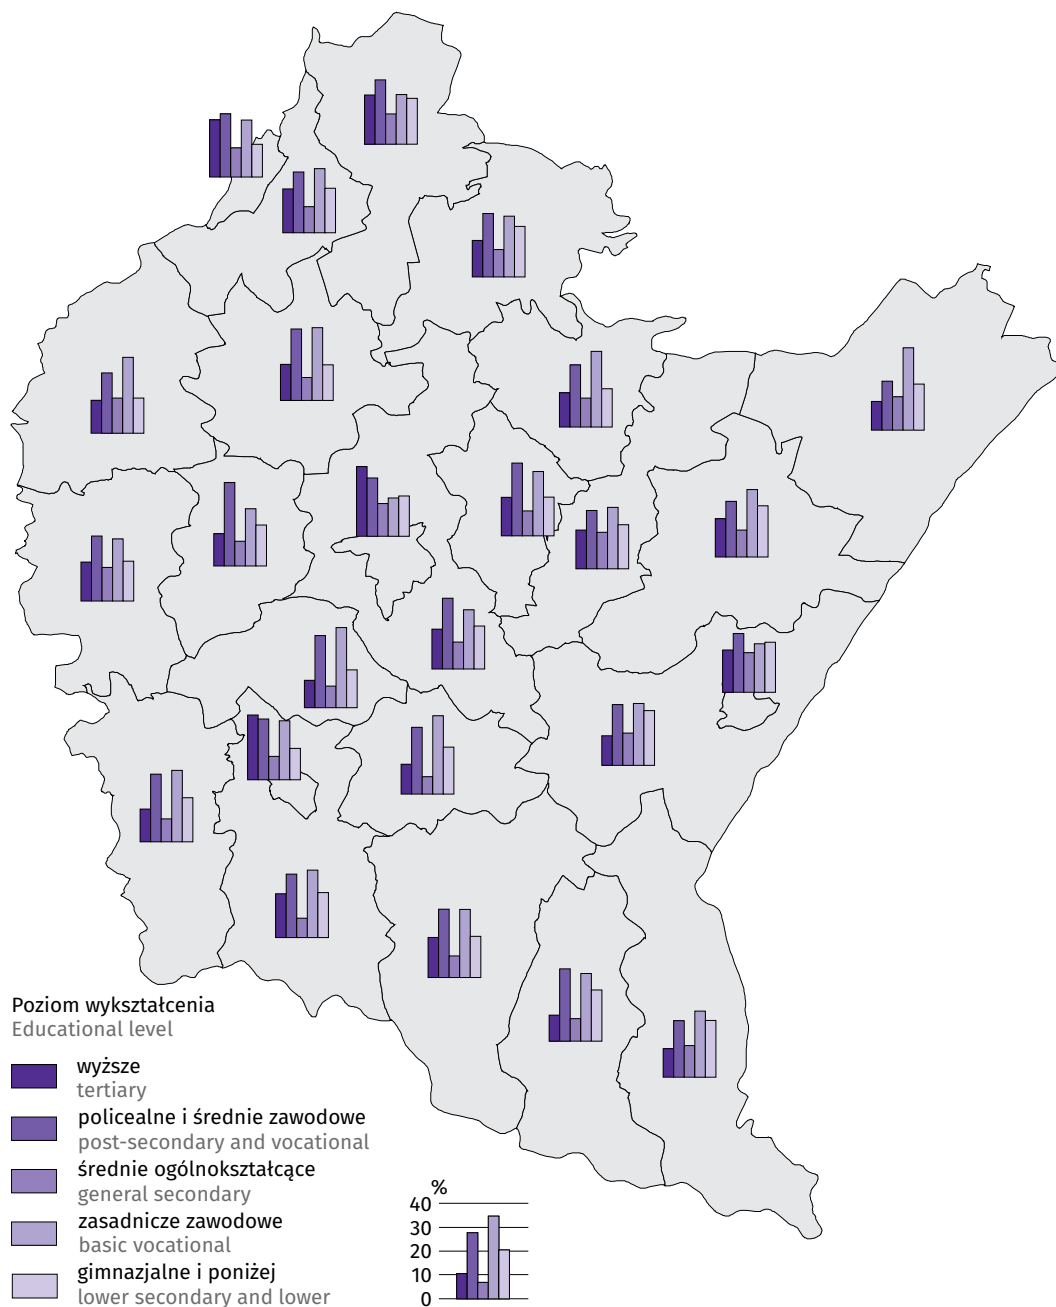 Poziom wykształcenia
Educational level
wyższe
tertiary
policealne i średnie zawodowe
post-secondary and vocational
średnie ogólnokształcące
general secondary
zasadnicze zawodowe
basic vocational
gimnazjalne i poniżej
lower secondary and lower
%
40
30
20
10
0